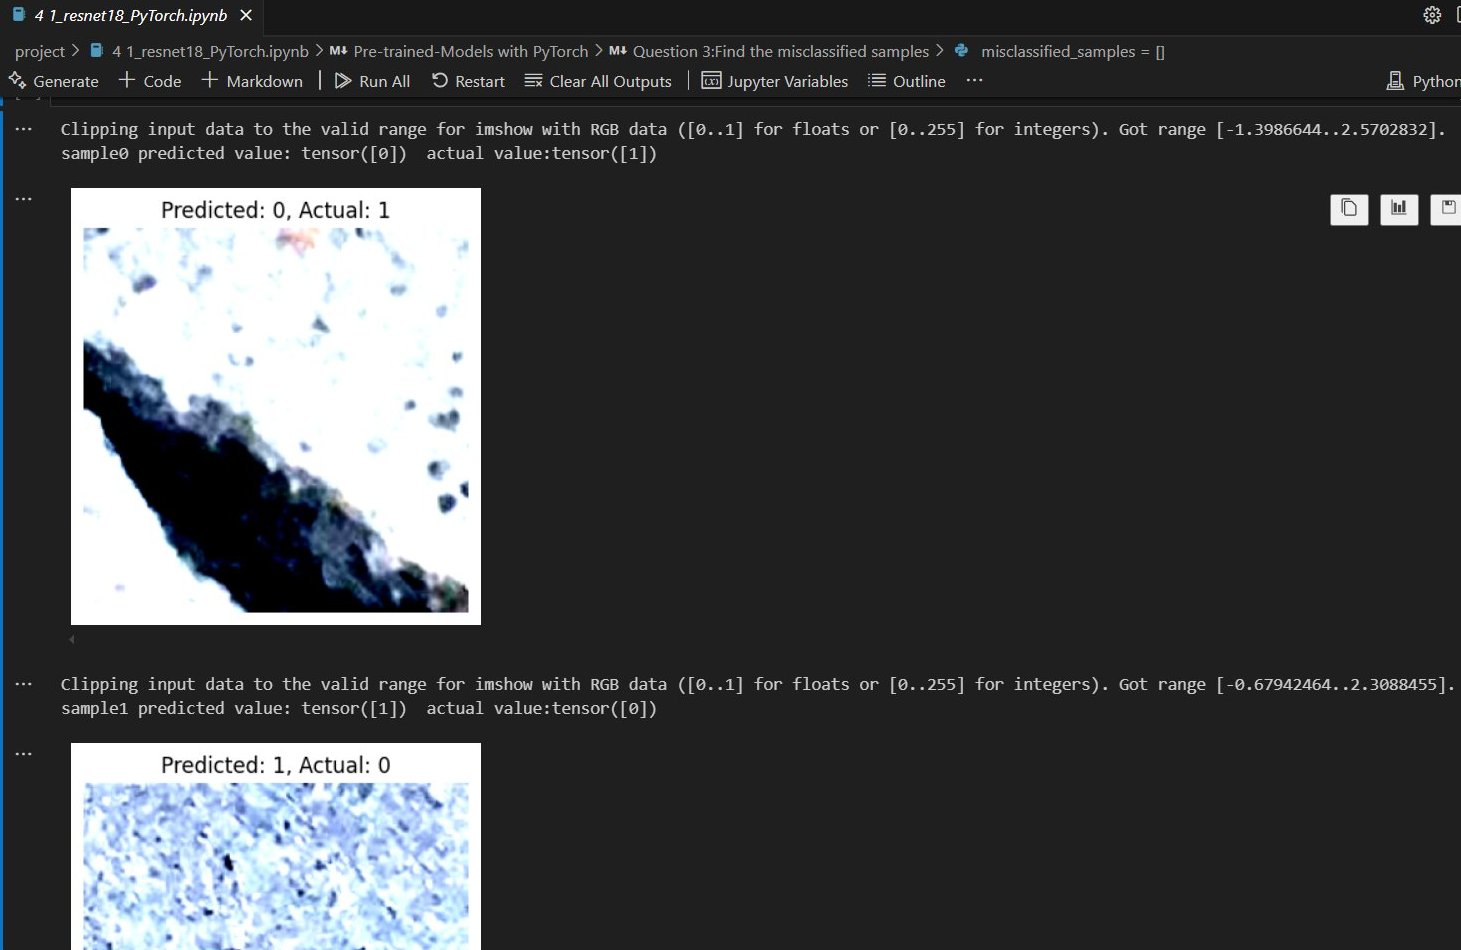 4 1_resnet18_PyTorch.ipynb
project > 4 1_resnet18_PyTorch.ipynb > M↓ Pre-trained-Models with PyTorch > M↓ Question 3:Find the misclassified samples > misclassified_samples = []
Generate + Code + Markdown | Run All Restart Clear All Outputs | Jupyter Variables Outline ... Python
Clipping input data to the valid range for imshow with RGB data ([0..1] for floats or [0..255] for integers). Got range [-1.3986644..2.5702832].
sample0 predicted value: tensor([0])  actual value:tensor([1])
Predicted: 0, Actual: 1
Clipping input data to the valid range for imshow with RGB data ([0..1] for floats or [0..255] for integers). Got range [-0.67942464..2.3088455].
sample1 predicted value: tensor([1])  actual value:tensor([0])
Predicted: 1, Actual: 0